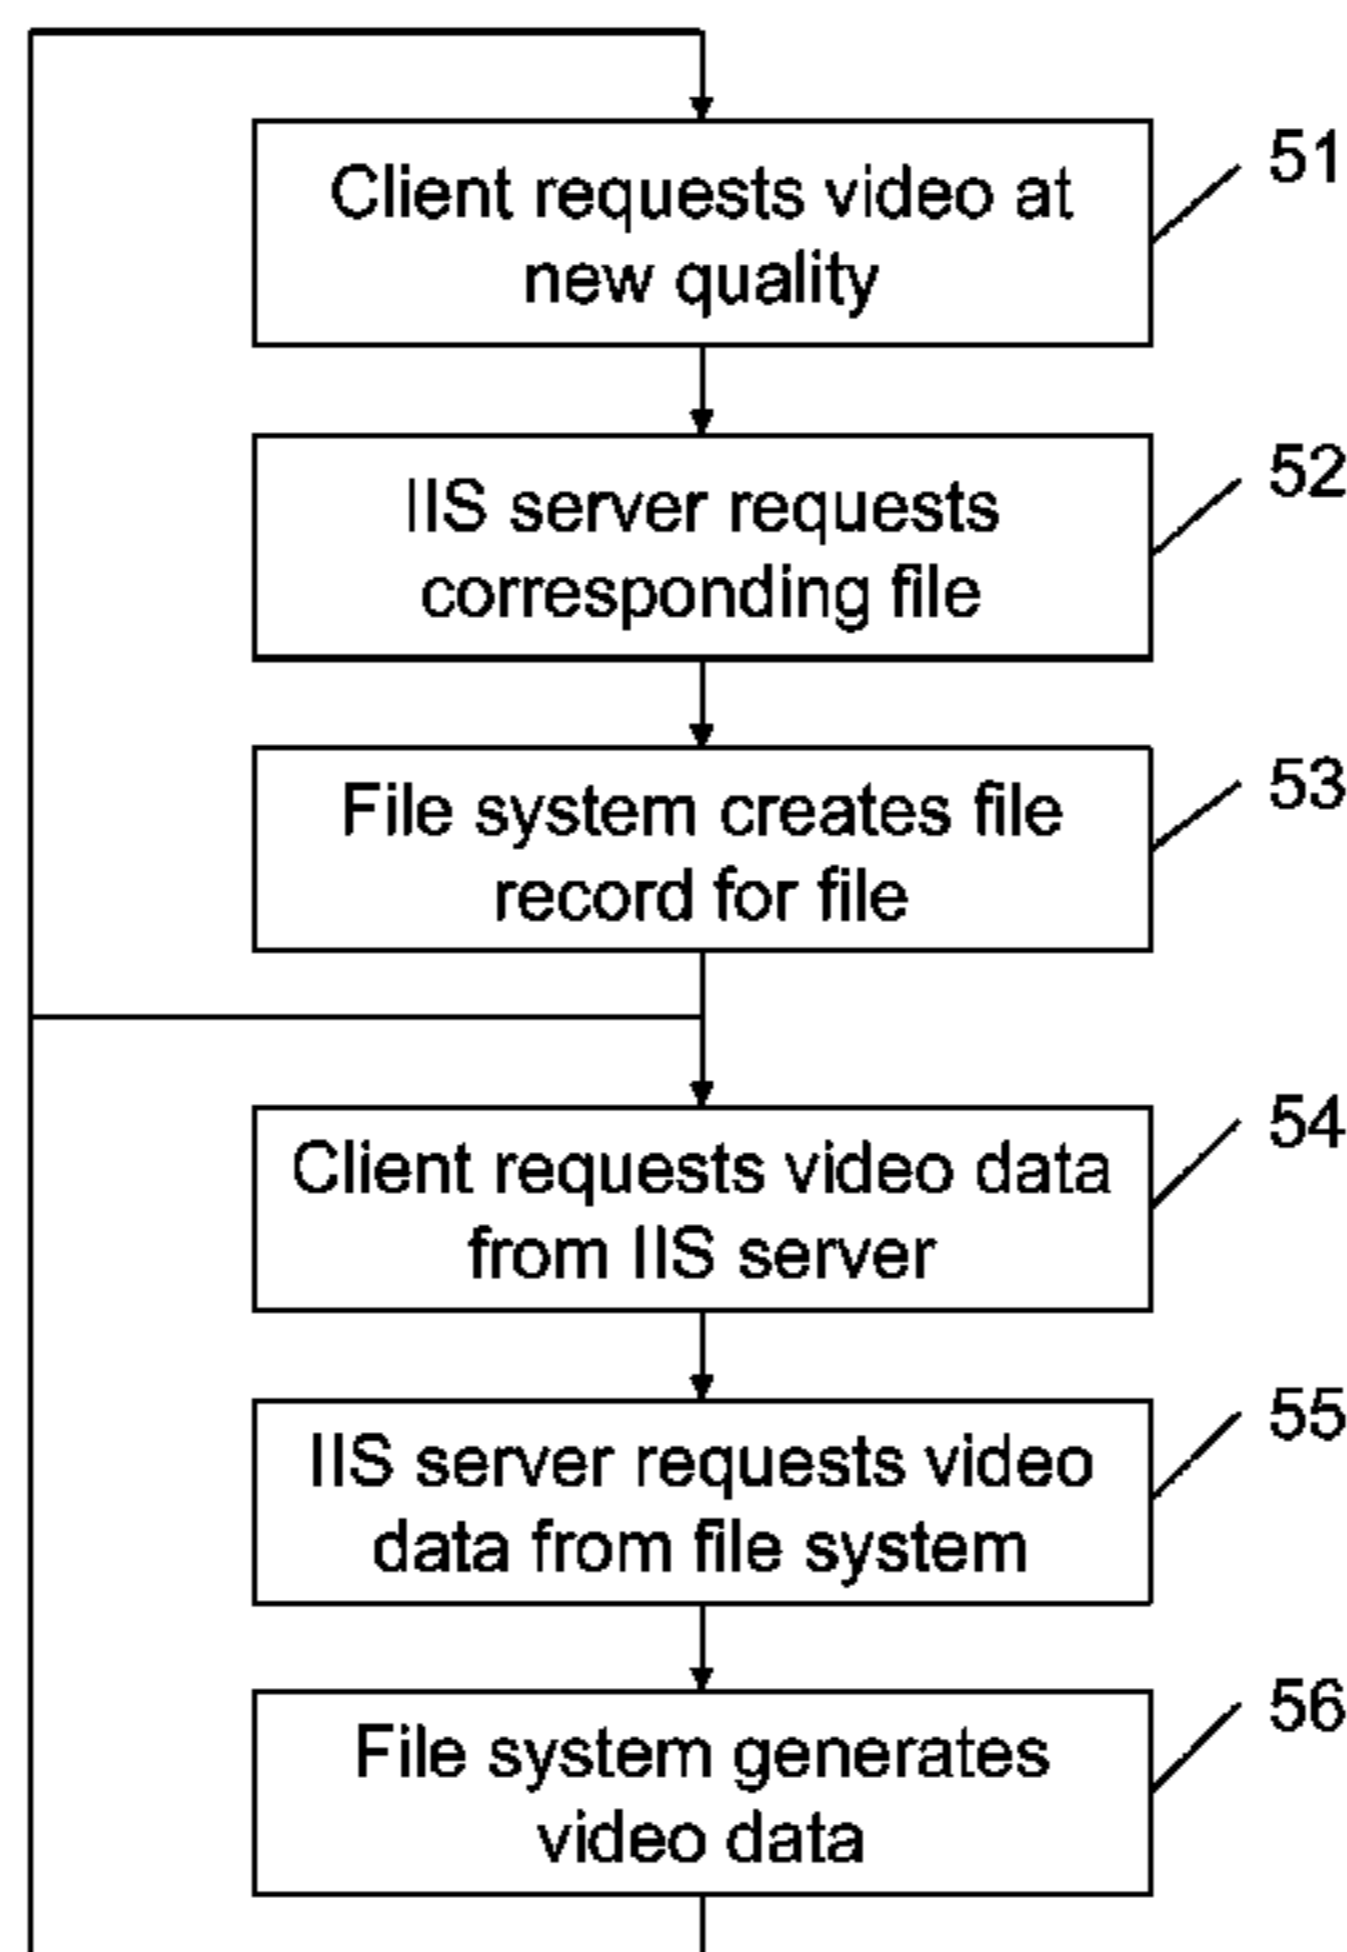 Client requests video at
new quality
51
IIS server requests
corresponding file
52
File system creates file
record for file
53
Client requests video data
from IIS server
54
IIS server requests video
data from file system
55
File system generates
video data
56